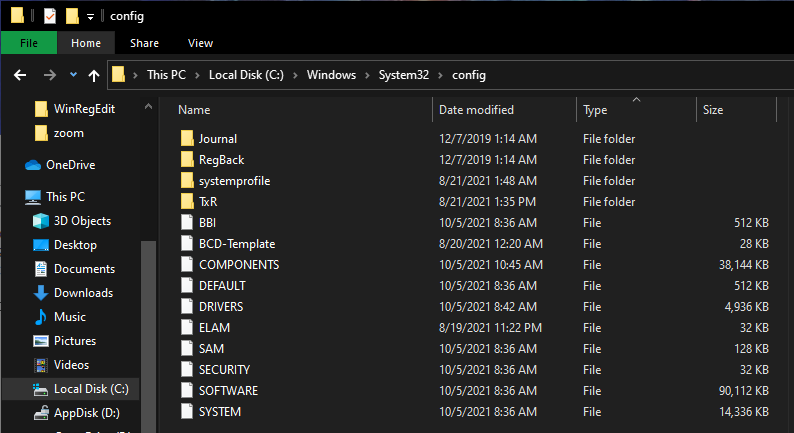 config
File Home Share View
This PC Local Disk (C:) Windows System32 config
Name Date modified Type Size
WinRegEdit
zoom
OneDrive
This PC
3D Objects
Desktop
Documents
Downloads
Music
Pictures
Videos
Local Disk (C:)
AppDisk (D:)
Journal 12/7/2019 1:14 AM File folder
RegBack 12/7/2019 1:14 AM File folder
systemprofile 8/21/2021 1:48 AM File folder
TxR 8/21/2021 1:35 PM File folder
BBI 10/5/2021 8:36 AM File 512 KB
BCD-Template 8/20/2021 12:20 AM File 28 KB
COMPONENTS 10/5/2021 10:45 AM File 38,144 KB
DEFAULT 10/5/2021 8:36 AM File 512 KB
DRIVERS 10/5/2021 8:42 AM File 4,936 KB
ELAM 8/19/2021 11:22 PM File 32 KB
SAM 10/5/2021 8:36 AM File 128 KB
SECURITY 10/5/2021 8:36 AM File 32 KB
SOFTWARE 10/5/2021 8:36 AM File 90,112 KB
SYSTEM 10/5/2021 8:36 AM File 14,336 KB